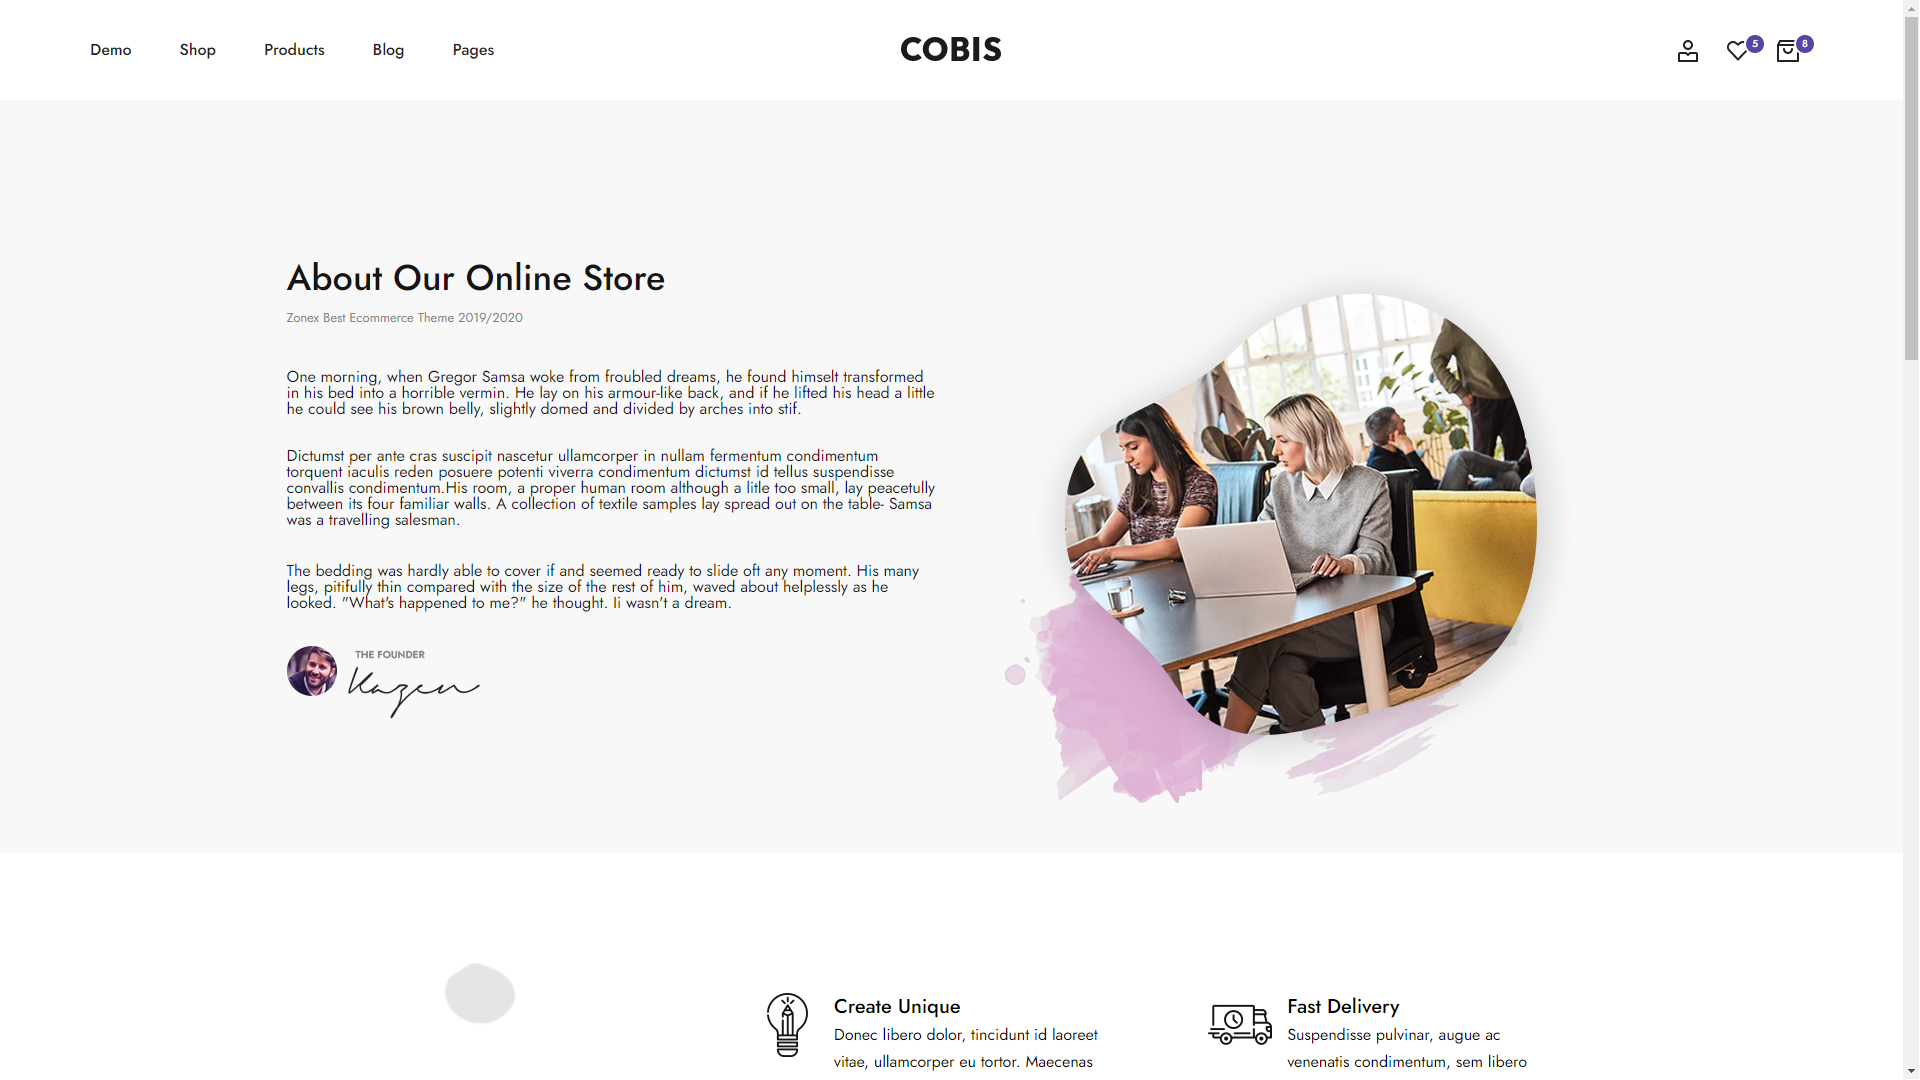 Demo Shop Products Blog Pages COBIS 5 8
About Our Online Store
Zonex Best Ecommerce Theme 2019/2020
One morning, when Gregor Samsa woke from froubled dreams, he found himselt transformed
in his bed into a horrible vermin. He lay on his armour-like back, and if he lifted his head a little
he could see his brown belly, slightly domed and divided by arches into stif.
Dictumst per ante cras suscipit nascetur ullamcorper in nullam fermentum condimentum
torquent iaculis reden posuere potenti viverra condimentum dictumst id tellus suspendisse
convallis condimentum.His room, a proper human room although a litle too small, lay peacetully
between its four familiar walls. A collection of textile samples lay spread out on the table- Samsa
was a travelling salesman.
The bedding was hardly able to cover if and seemed ready to slide oft any moment. His many
legs, pitifully thin compared with the size of the rest of him, waved about helplessly as he
looked. "What's happened to me?" he thought. Ii wasn't a dream.
THE FOUNDER
Kazen
Create Unique
Donec libero dolor, tincidunt id laoreet
vitae, ullamcorper eu tortor. Maecenas
Fast Delivery
Suspendisse pulvinar, augue ac
venenatis condimentum, sem libero